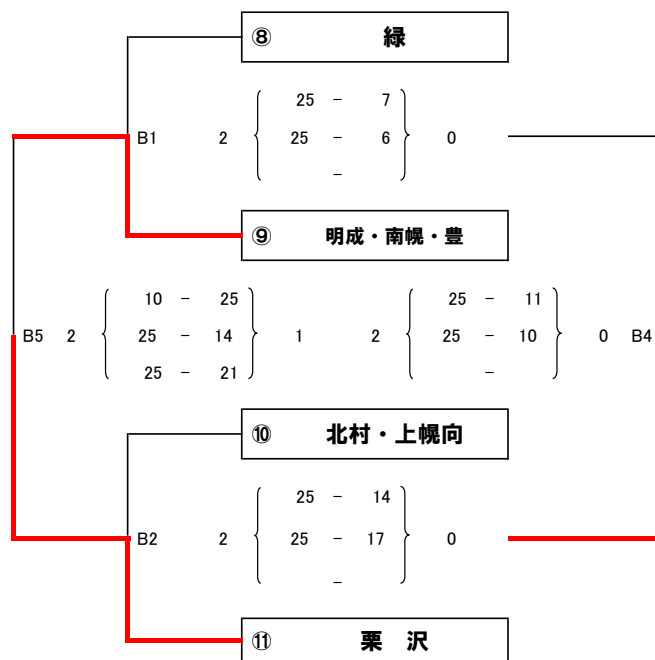 ⑧ 緑
25 - 7
B1 2 25 - 6 0
-
⑨ 明成・南幌・豊
10 - 25 25 - 11
B5 2 25 - 14 1 2 25 - 10 0 B4
25 - 21 -
⑩ 北村・上幌向
25 - 14
B2 2 25 - 17 0
-
⑪ 栗 沢